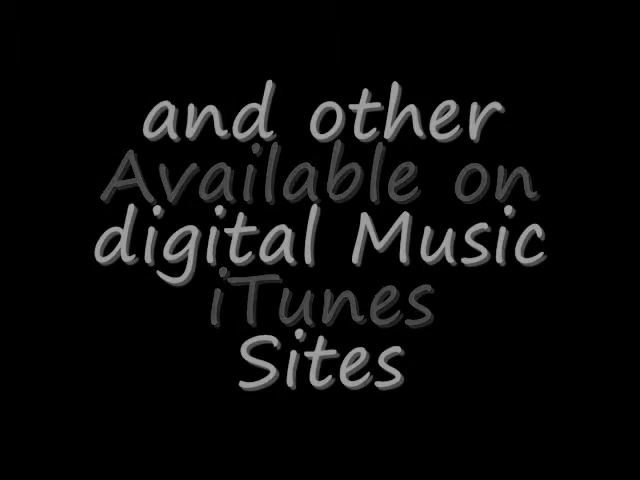 and other
Available on
digital Music
iTunes
Sites